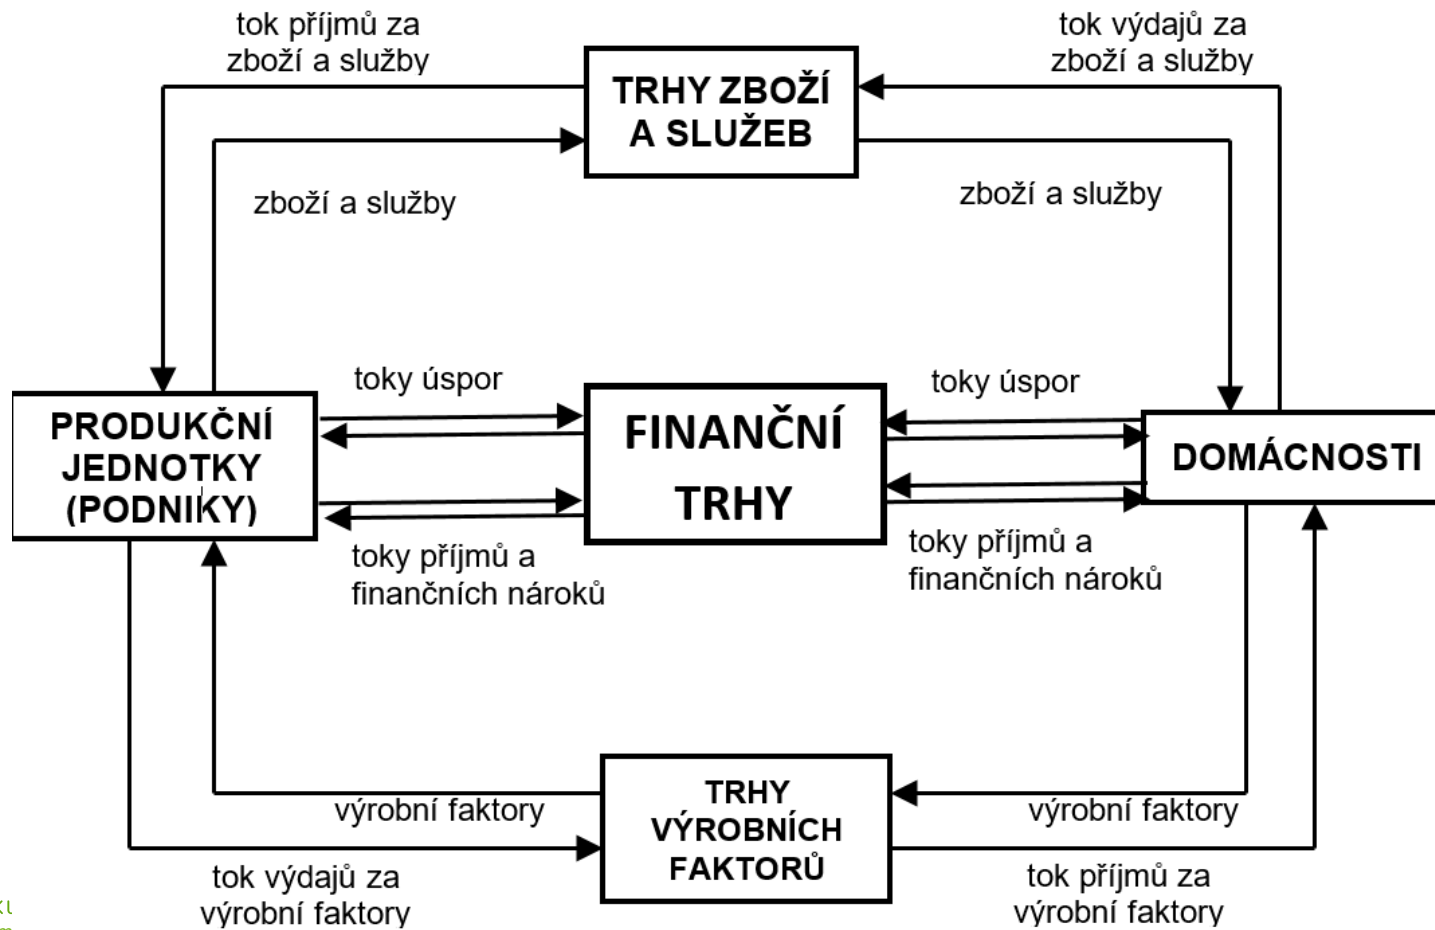 tok příjmů za
zboží a služby
tok výdajů za
zboží a služby
TRHY ZBOŽÍ
A SLUŽEB
zboží a služby
zboží a služby
toky úspor
toky úspor
PRODUKČNÍ
JEDNOTKY
(PODNIKY)
FINANČNÍ
TRHY
DOMÁCNOSTI
toky příjmů a
finančních nároků
toky příjmů a
finančních nároků
TRHY
VÝROBNÍCH
FAKTORŮ
výrobní faktory
výrobní faktory
tok výdajů za
výrobní faktory
tok příjmů za
výrobní faktory